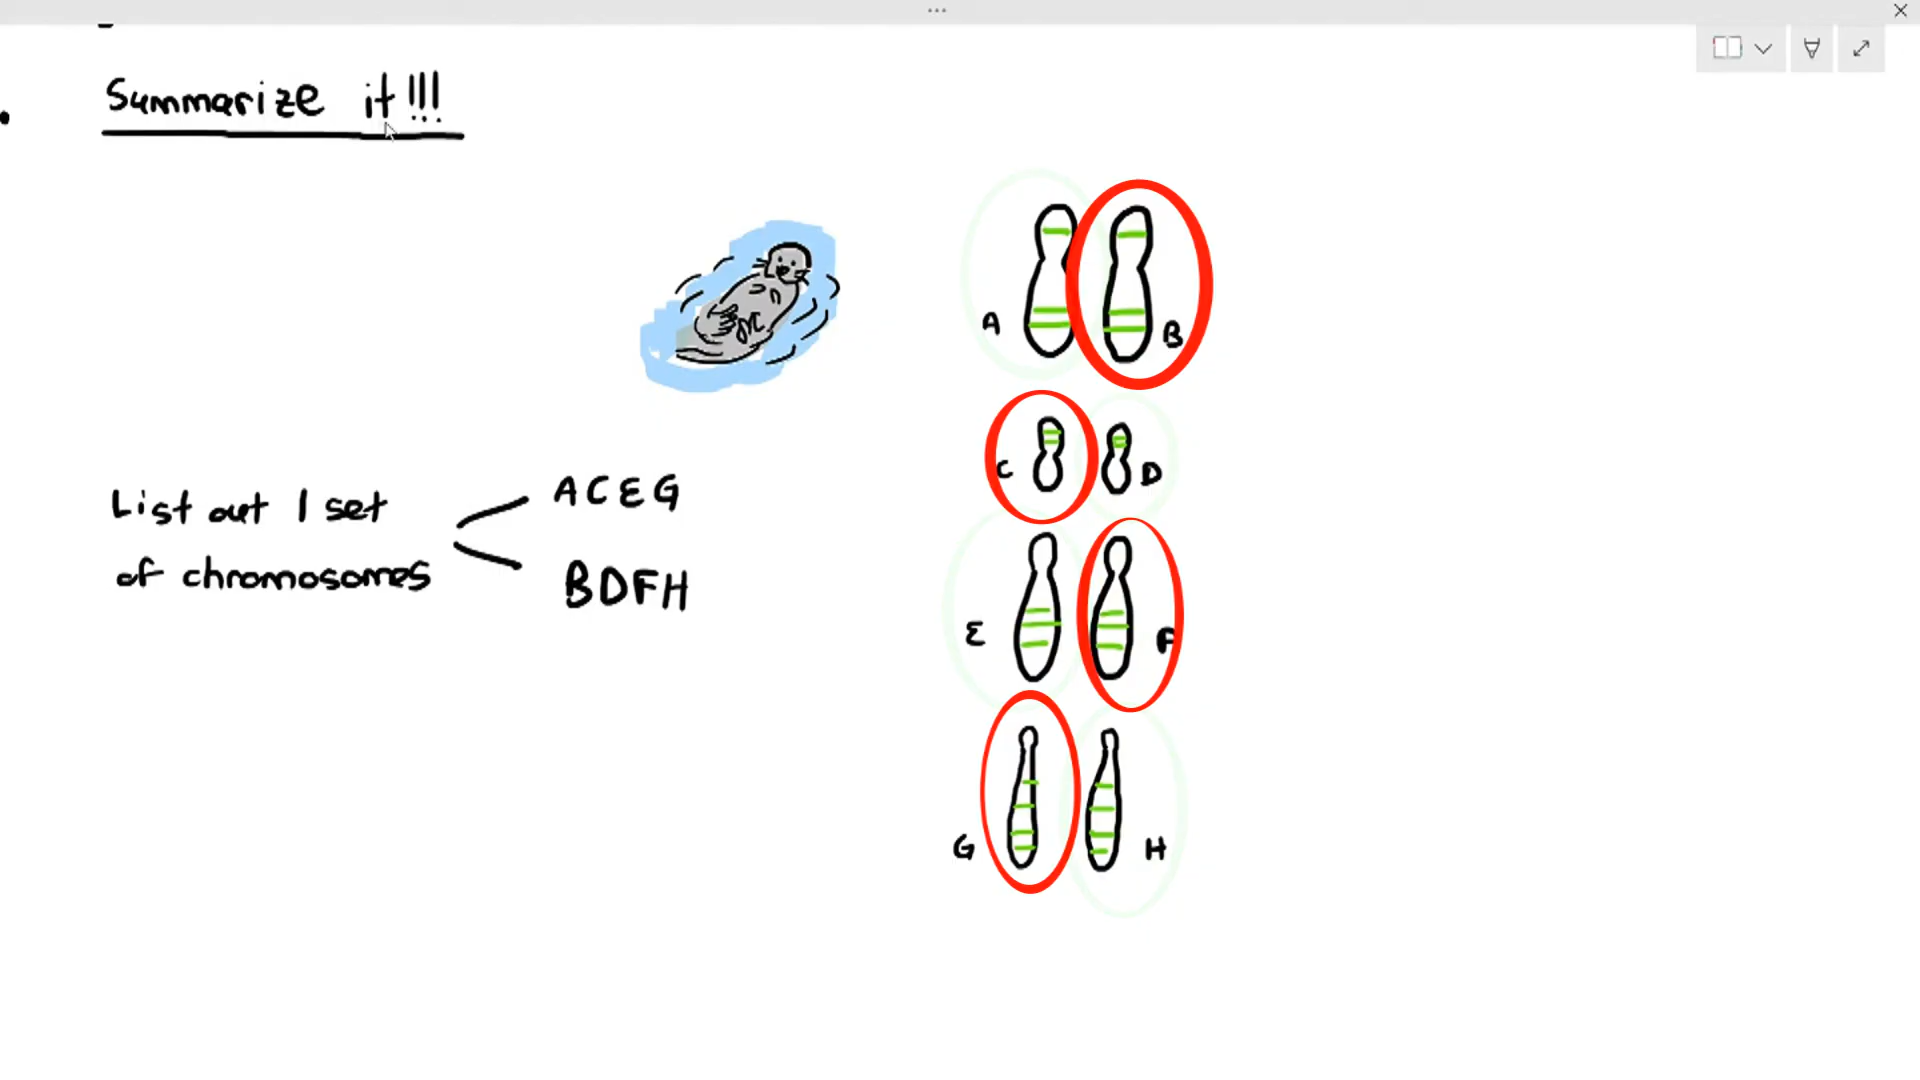 Summarize it!!!
A
B
C
D
List out 1 set
of chromosomes
ACEG
BDFH
E
F
G
H